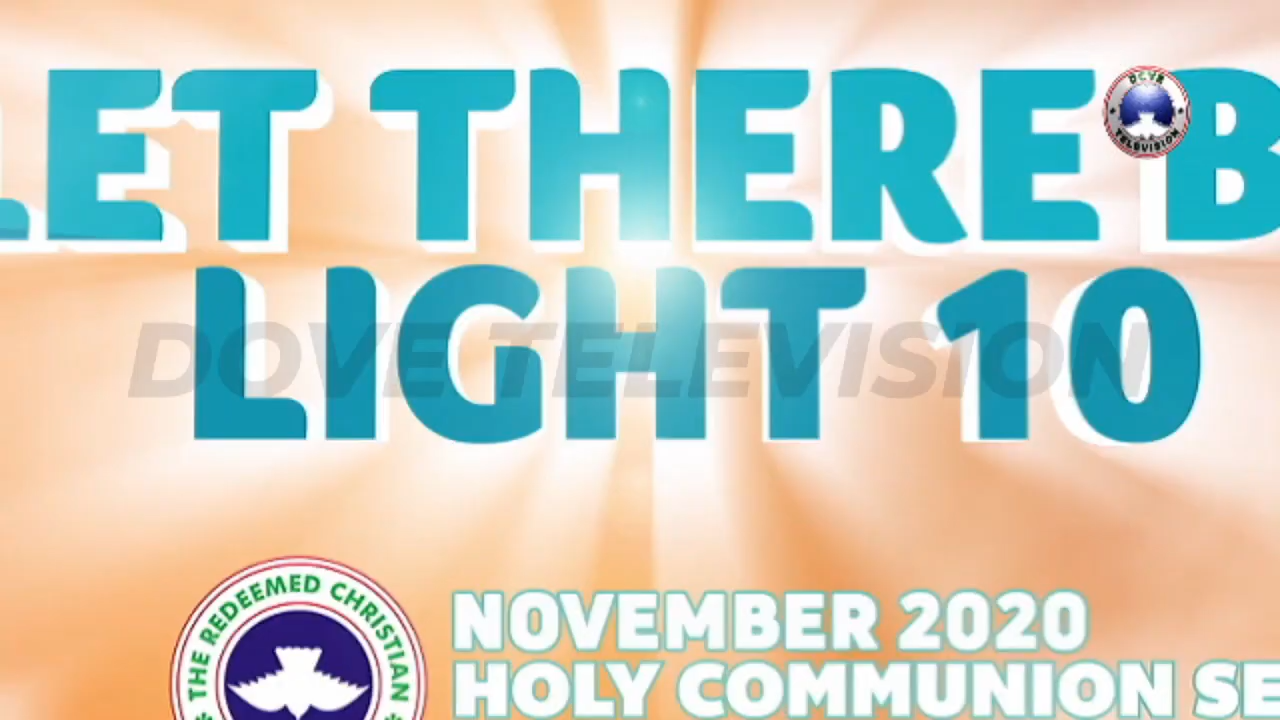 LET THERE B
LIGHT 10
DOVE TELEVISION
DOVE
TELEVISION
THE REDEEMED CHRISTIAN
NOVEMBER 2020
HOLY COMMUNION SE